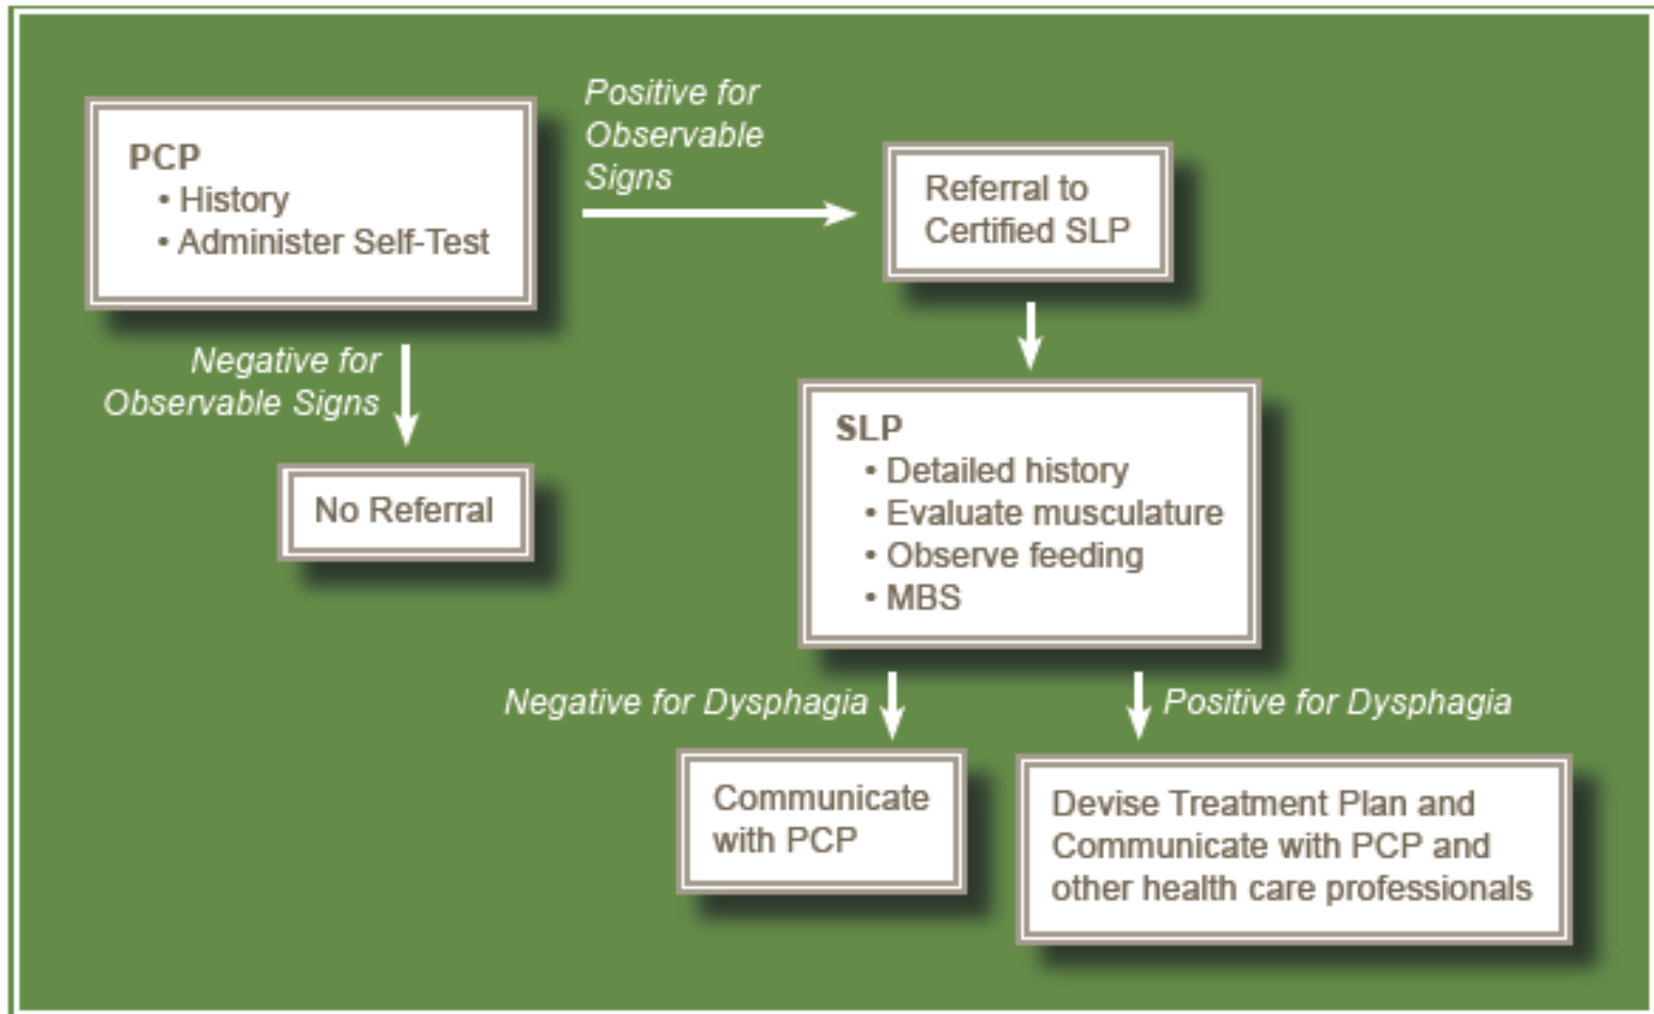 PCP
• History
• Administer Self-Test
Positive for
Observable
Signs
Referral to
Certified SLP
Negative for
Observable Signs
No Referral
SLP
• Detailed history
• Evaluate musculature
• Observe feeding
• MBS
Negative for Dysphagia
Positive for Dysphagia
Communicate
with PCP
Devise Treatment Plan and
Communicate with PCP and
other health care professionals